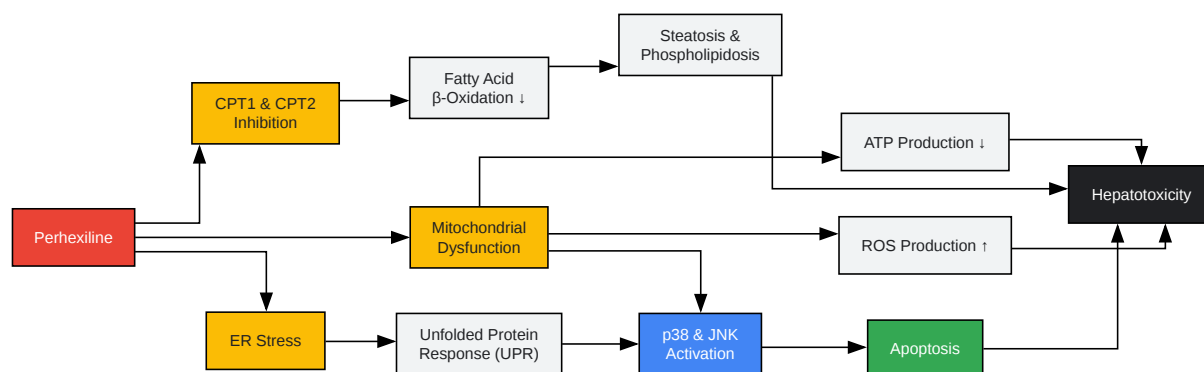 Steatosis &
Phospholipidosis
Fatty Acid
β-Oxidation ↓
CPT1 & CPT2
Inhibition
ATP Production ↓
Hepatotoxicity
Perhexiline
Mitochondrial
Dysfunction
ROS Production ↑
ER Stress
Unfolded Protein
Response (UPR)
p38 & JNK
Activation
Apoptosis